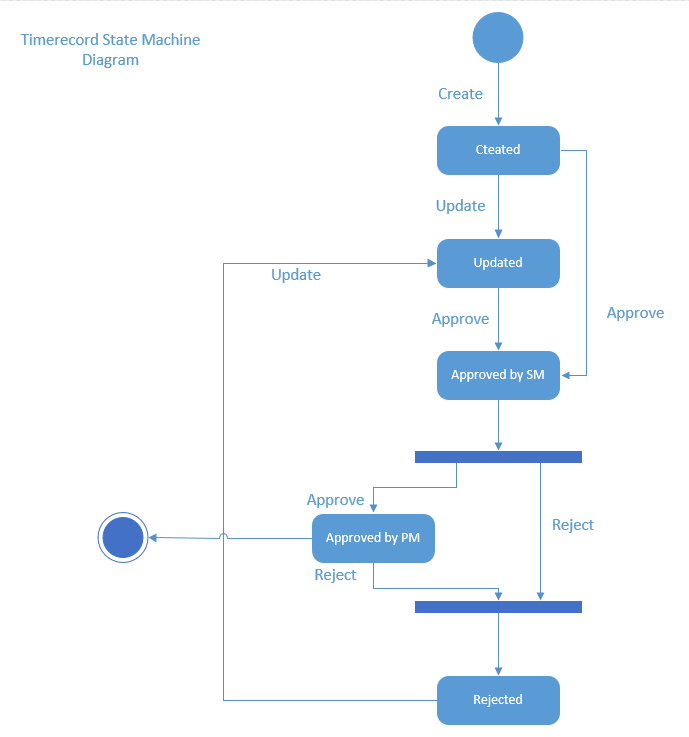 Timerecord State Machine
Diagram
Create
Cteated
Update
Updated
Update
Approve
Approve
Approved by SM
Approve
Reject
Approved by PM
Reject
Rejected